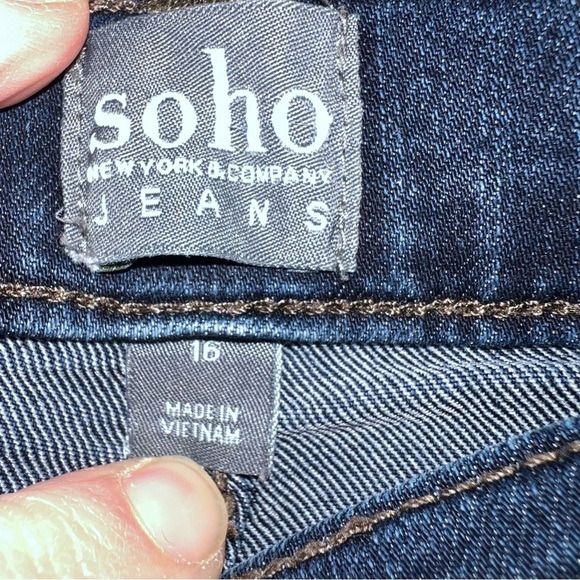 soho
NEW YORK & COMPANY
JEANS
16
MADE IN
VIETNAM